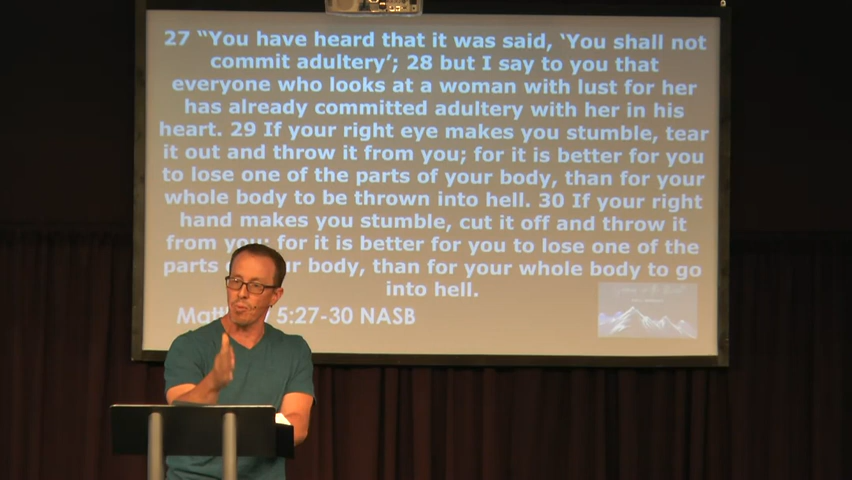 27 “You have heard that it was said, ‘You shall not
commit adultery’; 28 but I say to you that
everyone who looks at a woman with lust for her
has already committed adultery with her in his
heart. 29 If your right eye makes you stumble, tear
it out and throw it from you; for it is better for you
to lose one of the parts of your body, than for your
whole body to be thrown into hell. 30 If your right
hand makes you stumble, cut it off and throw it
from you; for it is better for you to lose one of the
parts your body, than for your whole body to go
into hell.
5:27-30 NASB